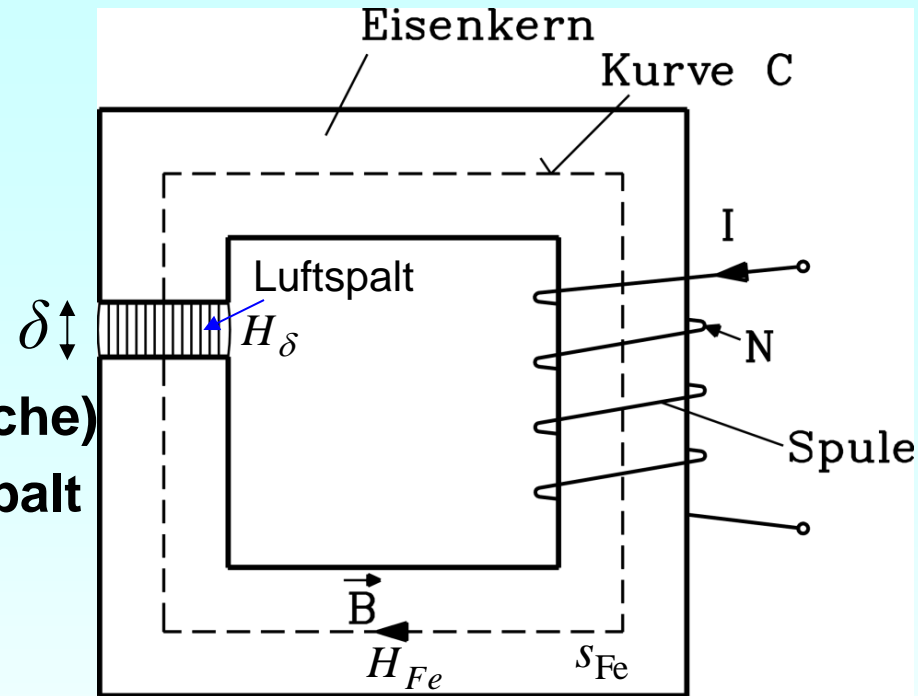 Eisenkern
Kurve C
I
Luftspalt
δ
H_δ
N
che)
Spule
palt
B
H_Fe
s_Fe